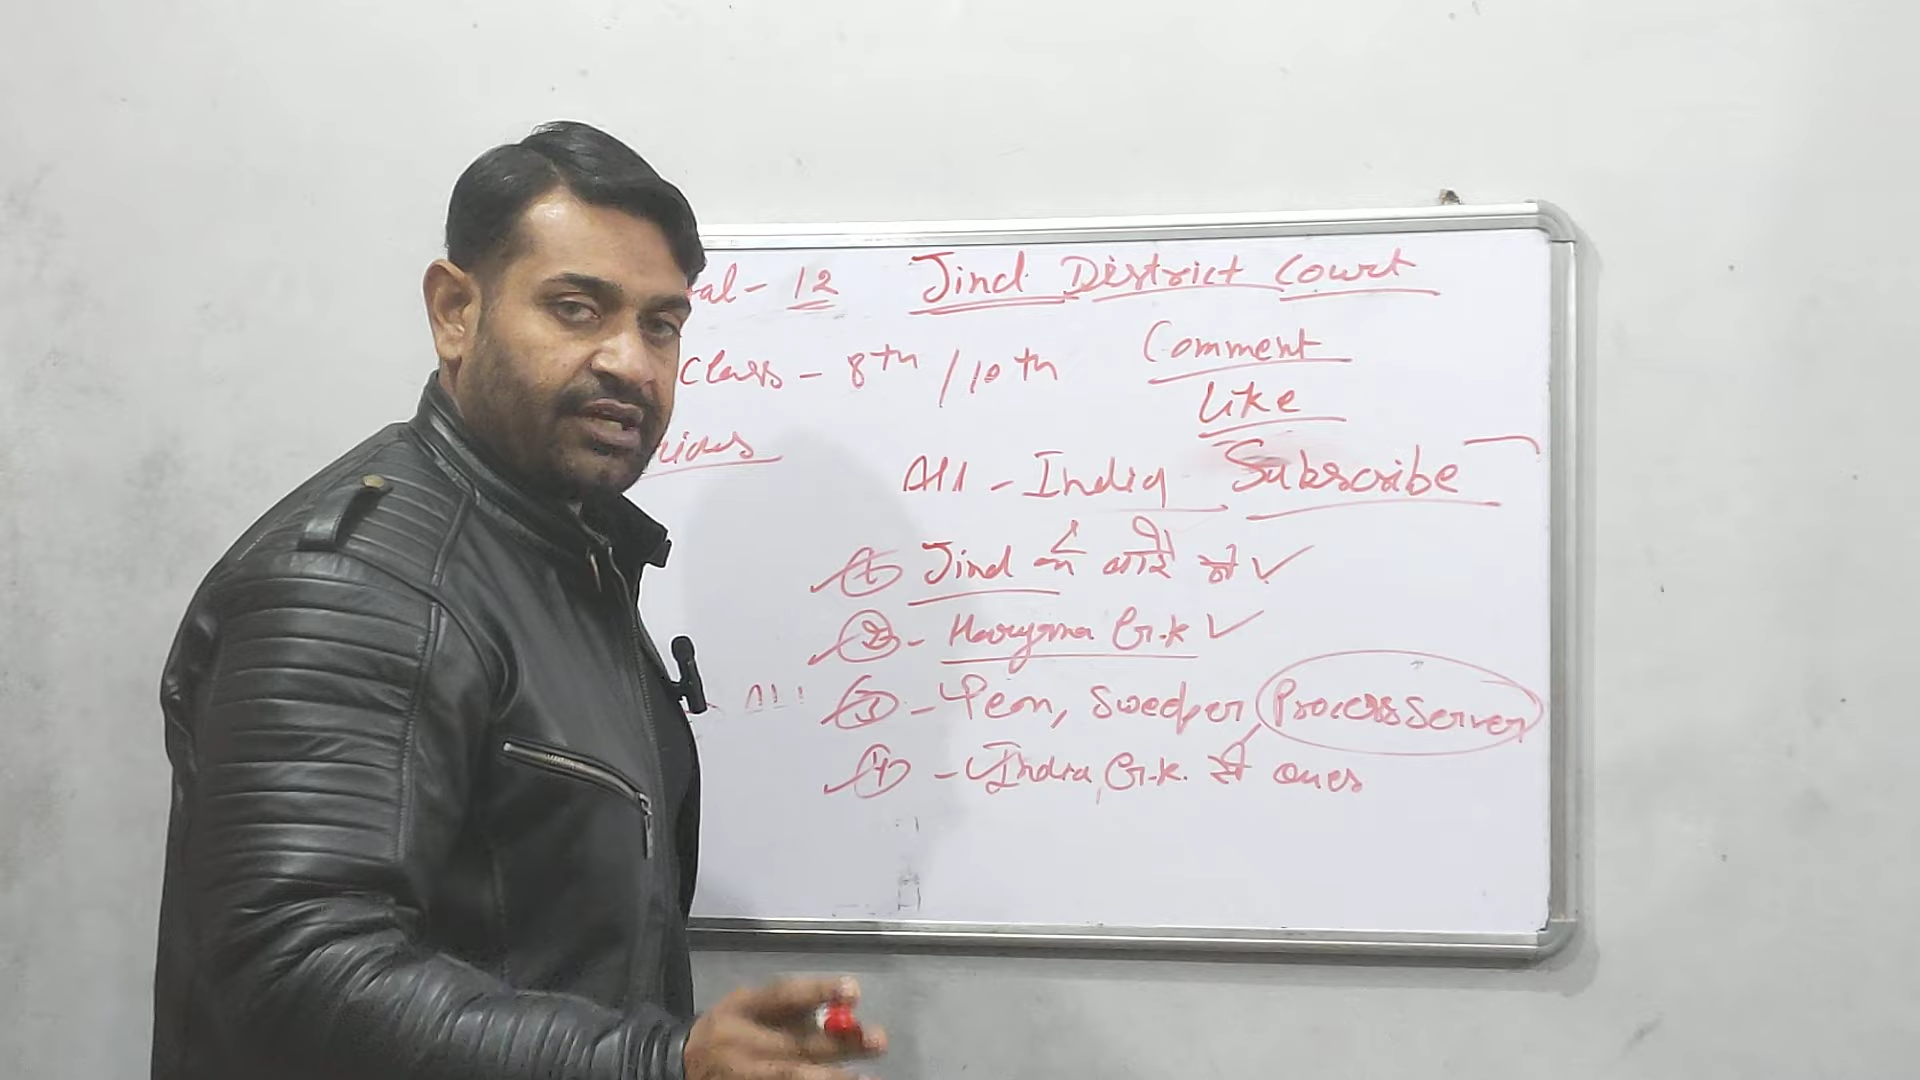 al - 12 Jind District Court
Class - 8th / 10th
Comment
Like
All - India Subscribe
① Jind के बारे में ✓
② - Haryana G.k ✓
③ - Peon, Sweeper, Process Server
④ - India G.k. से ques